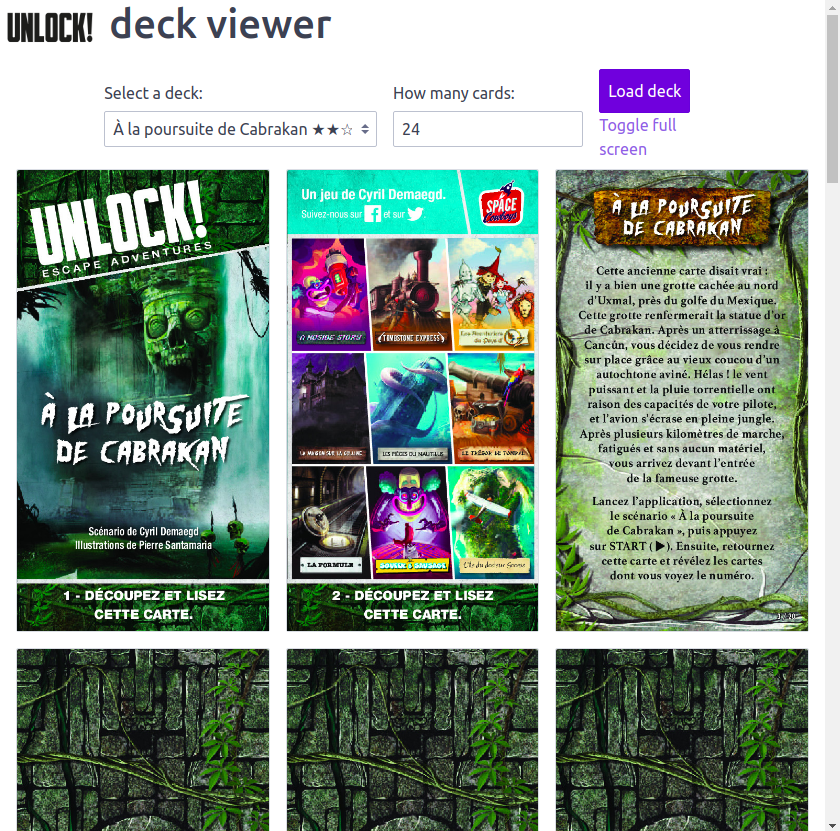 UNLOCK! deck viewer
Select a deck:
À la poursuite de Cabrakan ★★☆
How many cards:
24
Load deck
Toggle full
screen
UNLOCK!
ESCAPE ADVENTURES
À LA POURSUITE
DE CABRAKAN
Scénario de Cyril Demaegd
Illustrations de Pierre Santamaria
1 - DÉCOUPEZ ET LISEZ
CETTE CARTE.
Un jeu de Cyril Demaegd.
Suivez-nous sur et sur
SPACE
Cowboys
A NOSIDE STORY
TOMBSTONE EXPRESS
Les Aventuriers
du Pays d'
LA MAISON SUR LA COLLINE
LES PIÈGES DU NAUTILUS
LE TRÉSOR DE TONIPAL
LA FORMULE
SQUEEK & SAUSAGE
L'île du docteur Goorse
2 - DÉCOUPEZ ET LISEZ
CETTE CARTE.
À LA POURSUITE
DE CABRAKAN
Cette ancienne carte disait vrai :
il y a bien une grotte cachée au nord
d'Uxmal, près du golfe du Mexique.
Cette grotte renfermerait la statue d'or
de Cabrakan. Après un atterrissage à
Cancún, vous décidez de vous rendre
sur place grâce au vieux coucou d'un
autochtone aviné. Hélas ! le vent
puissant et la pluie torrentielle ont
raison des capacités de votre pilote,
et l'avion s'écrase en pleine jungle.
Après plusieurs kilomètres de marche,
fatigués et sans aucun matériel,
vous arrivez devant l'entrée
de la fameuse grotte.
Lancez l'application, sélectionnez
le scénario « À la poursuite
de Cabrakan », puis appuyez
sur START (▶). Ensuite, retournez
cette carte et révélez les cartes
dont vous voyez le numéro.